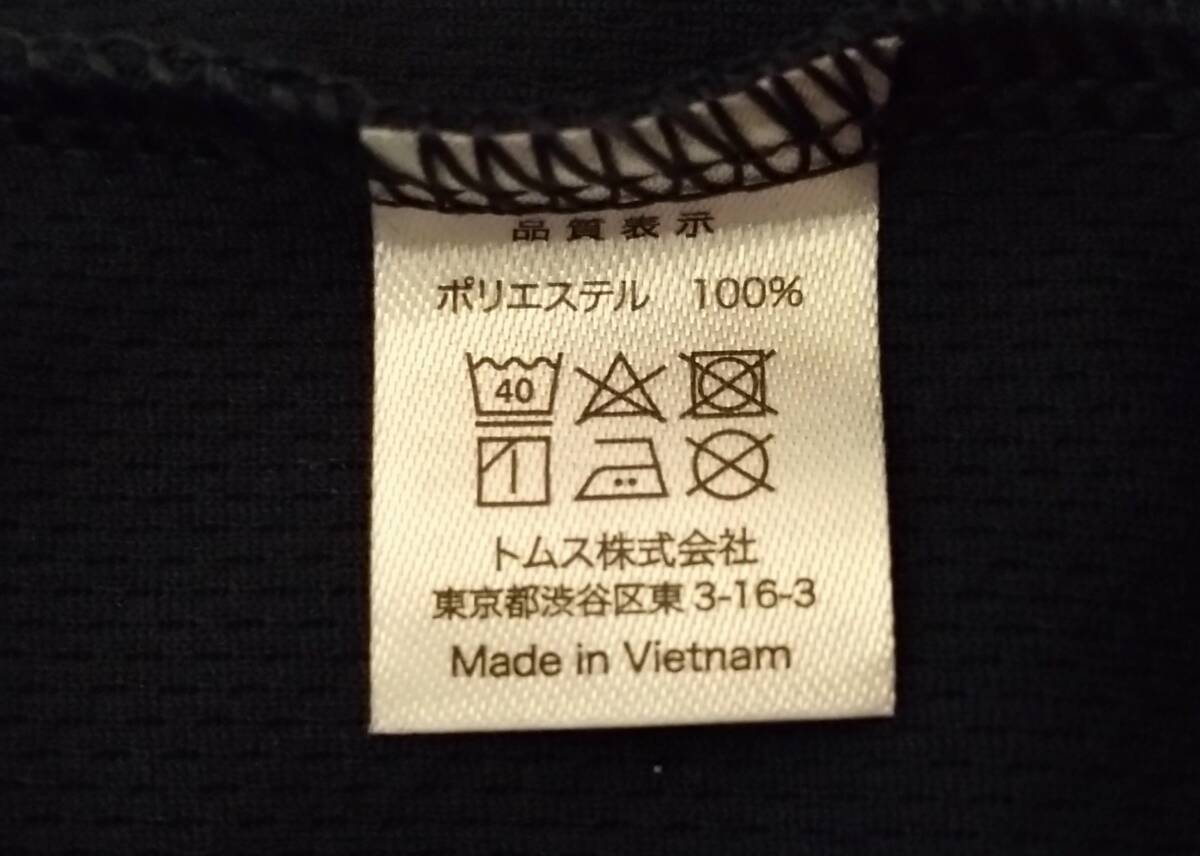 品質表示
ポリエステル 100%
40
トムス株式会社
東京都渋谷区東3-16-3
Made in Vietnam